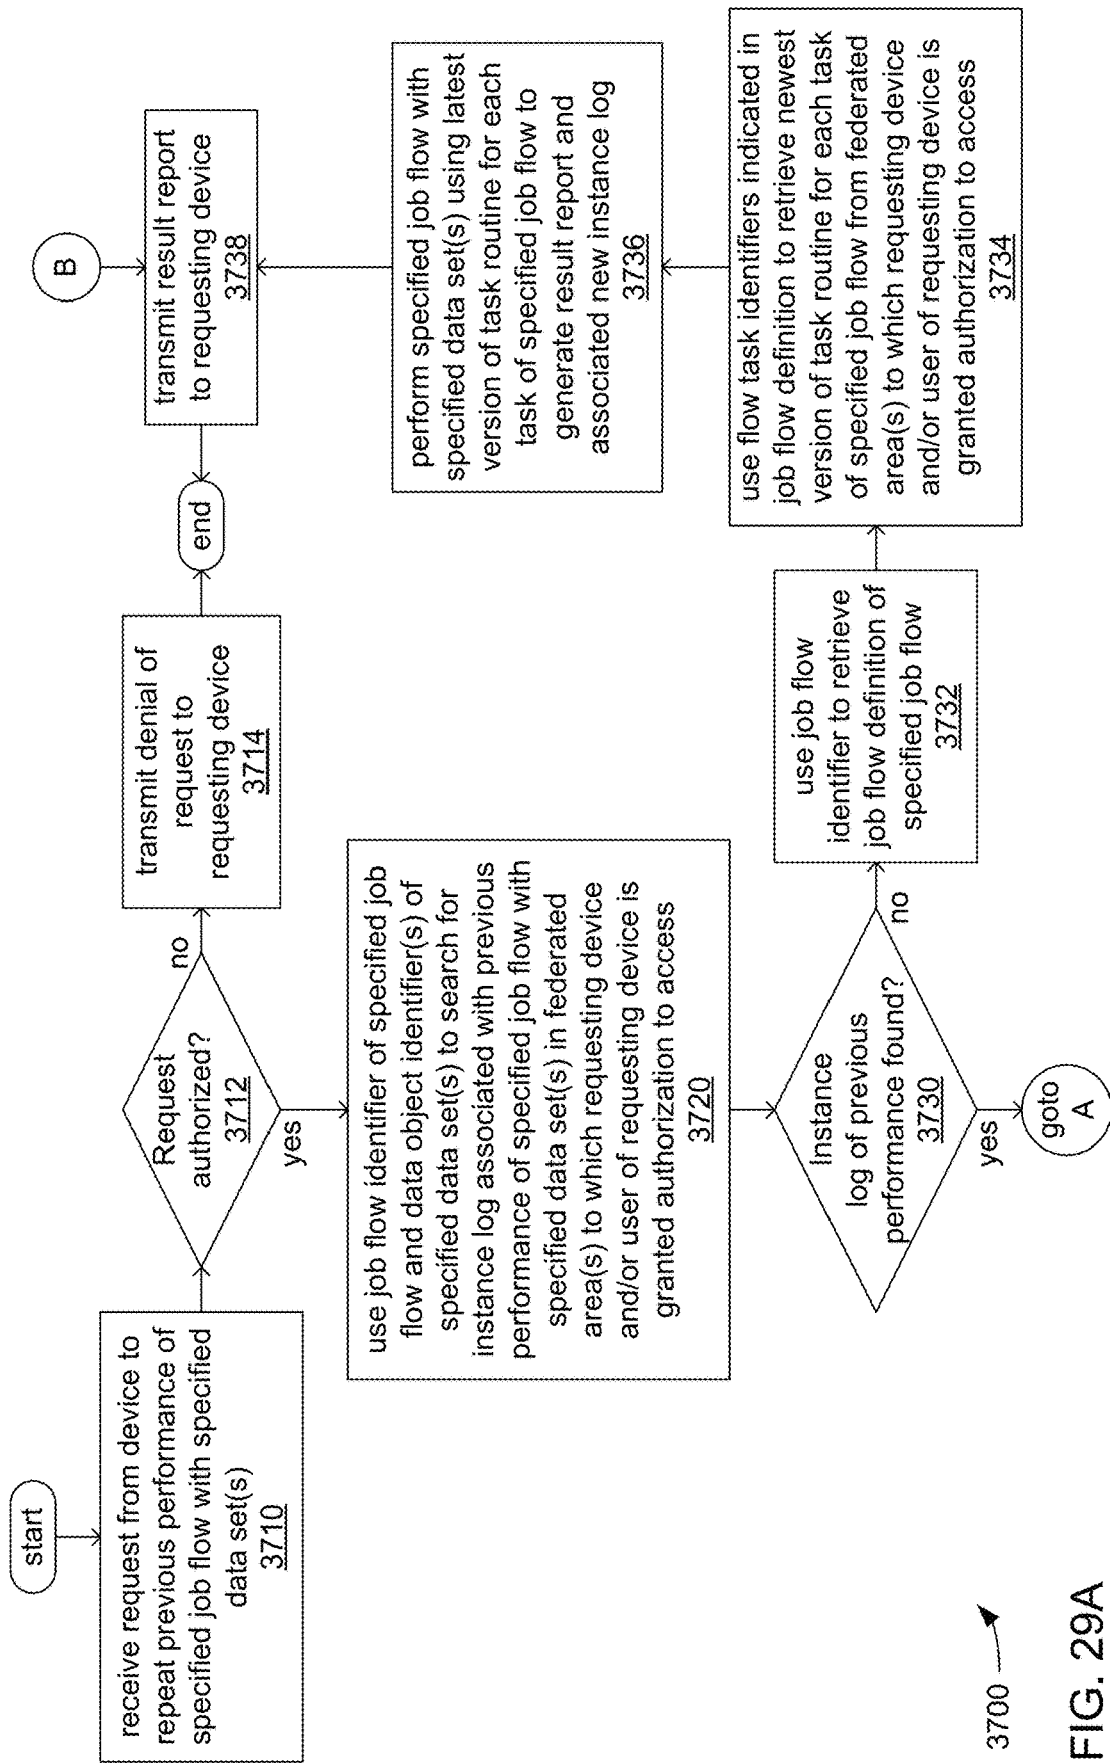 start
receive request from device to
repeat previous performance of
specified job flow with specified
data set(s)
3710
Request
authorized?
3712
no
yes
transmit denial of
request to
requesting device
3714
end
use job flow identifier of specified job
flow and data object identifier(s) of
specified data set(s) to search for
instance log associated with previous
performance of specified job flow with
specified data set(s) in federated
area(s) to which requesting device
and/or user of requesting device is
granted authorization to access
3720
Instance
log of previous
performance found?
3730
no
yes
goto
A
use job flow
identifier to retrieve
job flow definition of
specified job flow
3732
use flow task identifiers indicated in
job flow definition to retrieve newest
version of task routine for each task
of specified job flow from federated
area(s) to which requesting device
and/or user of requesting device is
granted authorization to access
3734
perform specified job flow with
specified data set(s) using latest
version of task routine for each
task of specified job flow to
generate result report and
associated new instance log
3736
B
transmit result report
to requesting device
3738
3700
FIG. 29A